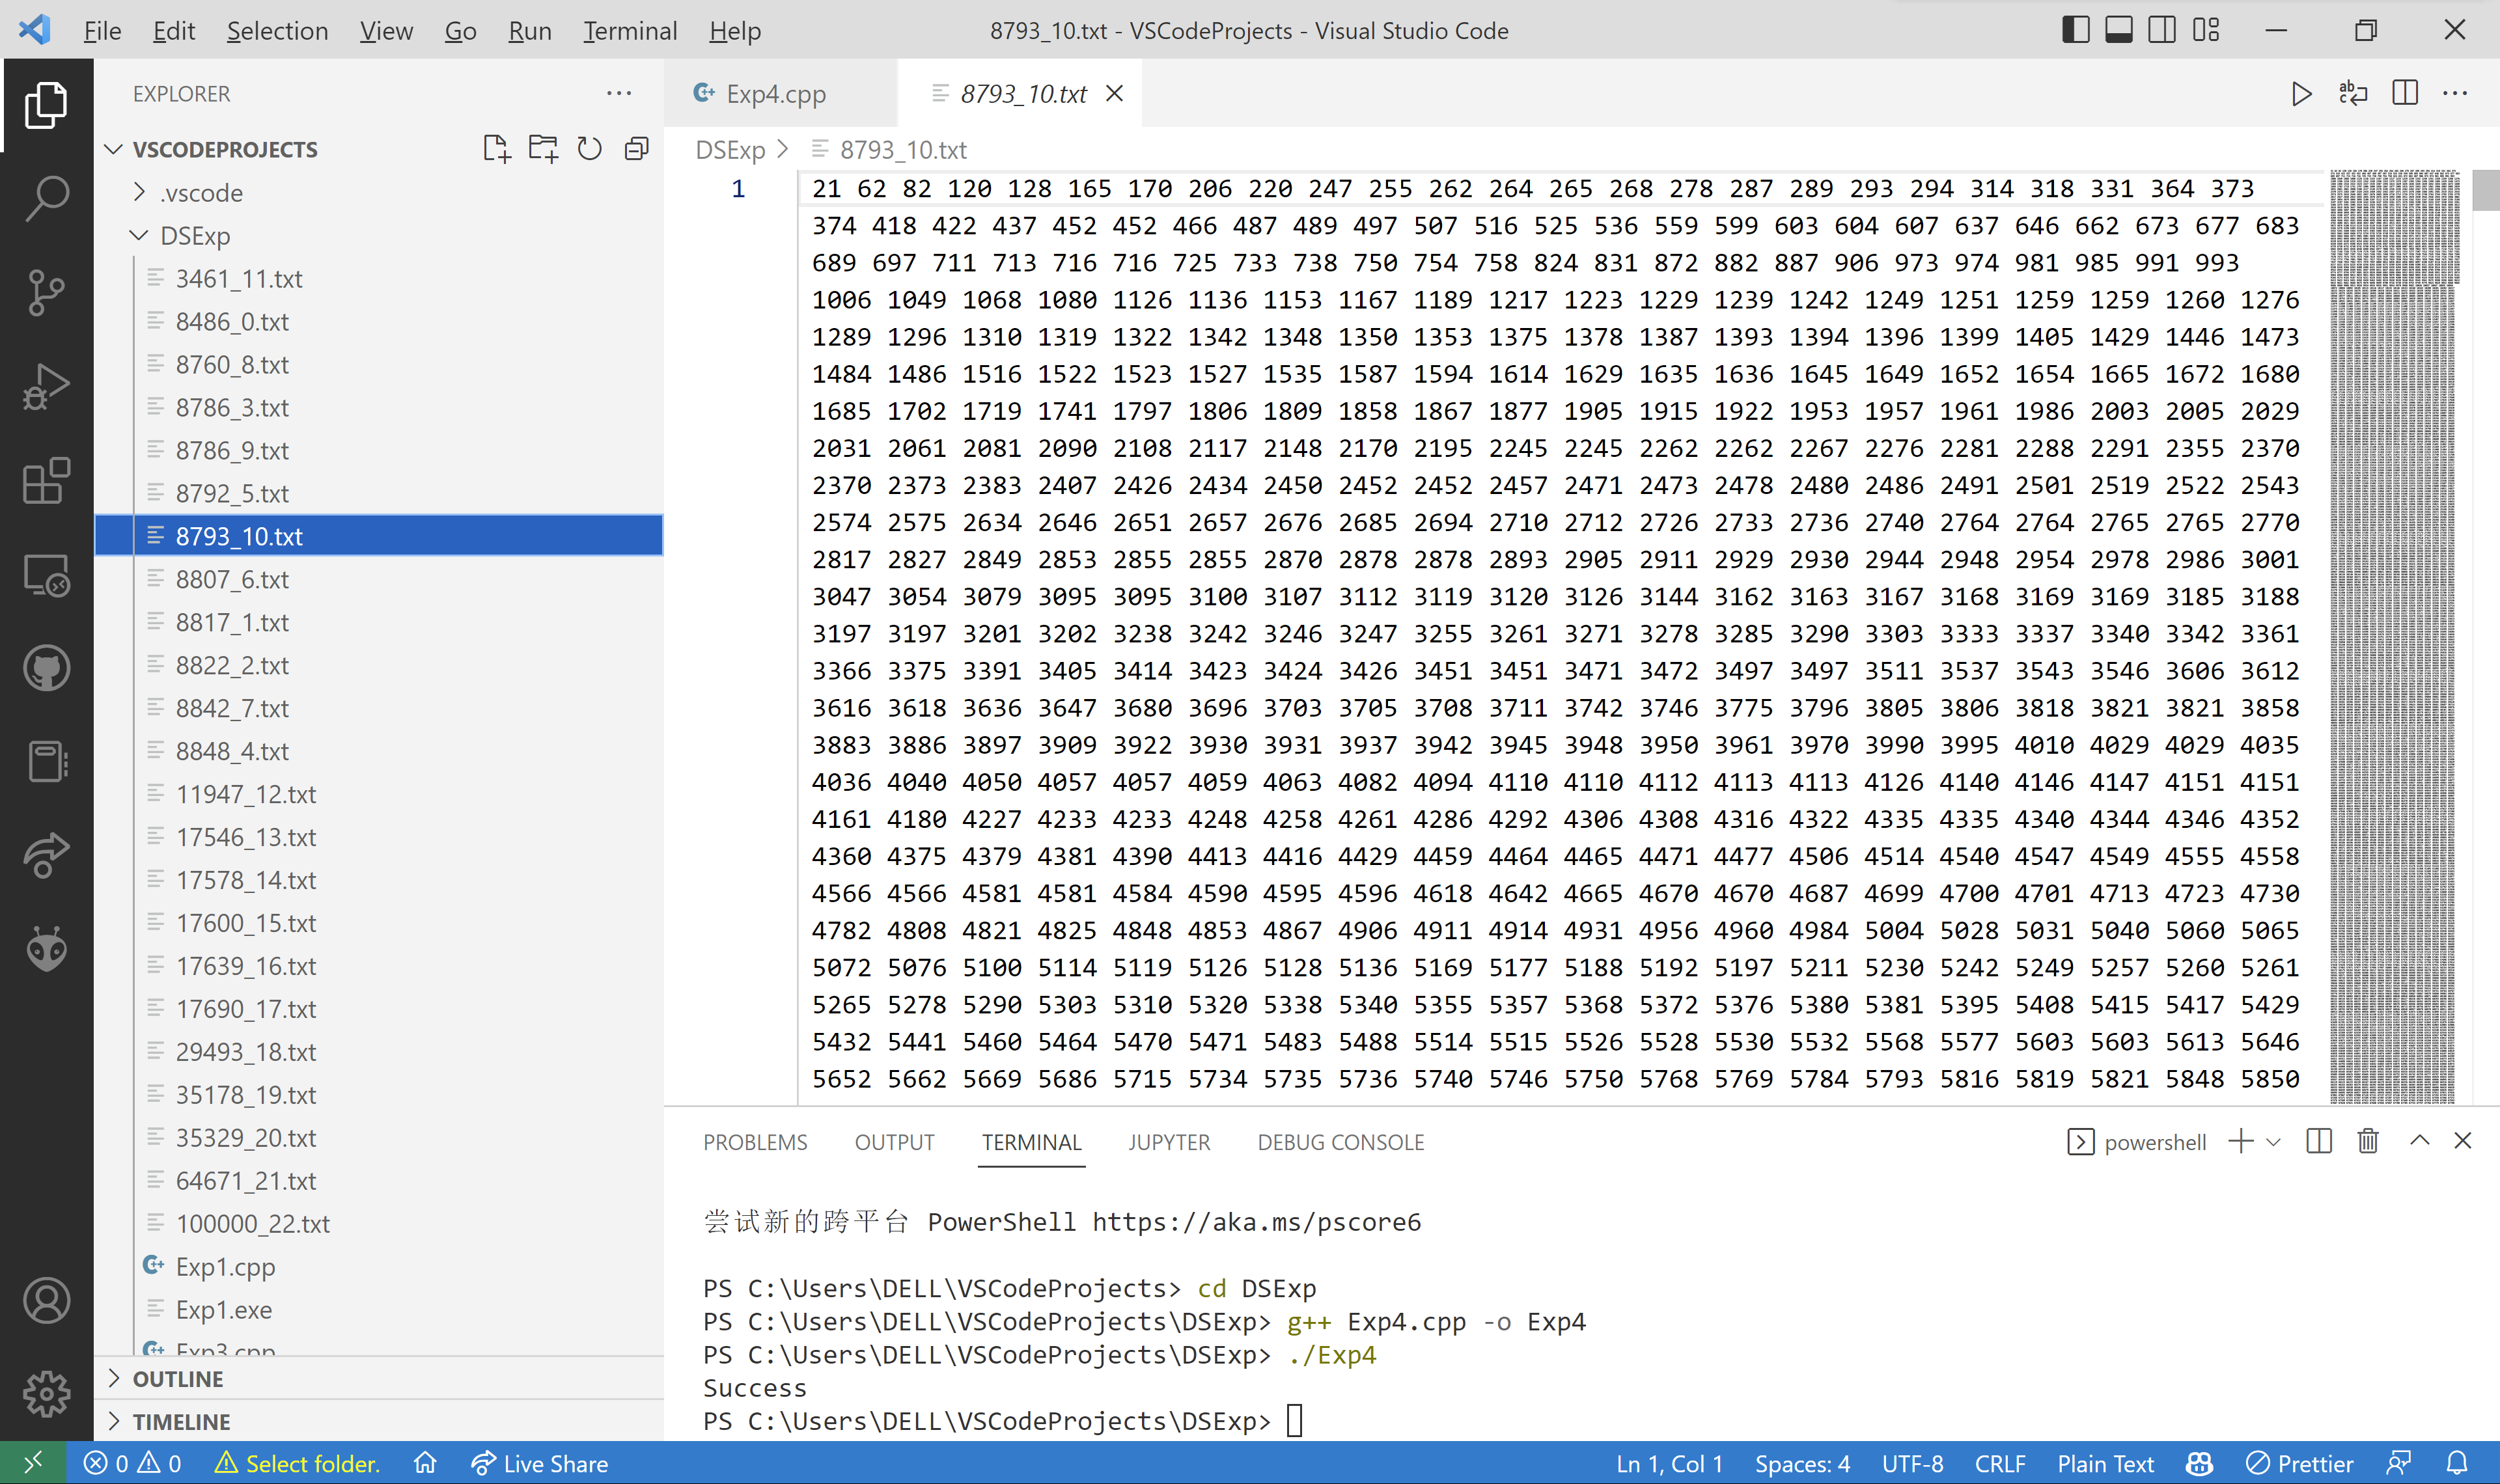 File Edit Selection View Go Run Terminal Help
8793_10.txt - VSCodeProjects - Visual Studio Code
EXPLORER
VSCODEPROJECTS
.vscode
DSExp
3461_11.txt
8486_0.txt
8760_8.txt
8786_3.txt
8786_9.txt
8792_5.txt
8793_10.txt
8807_6.txt
8817_1.txt
8822_2.txt
8842_7.txt
8848_4.txt
11947_12.txt
17546_13.txt
17578_14.txt
17600_15.txt
17639_16.txt
17690_17.txt
29493_18.txt
35178_19.txt
35329_20.txt
64671_21.txt
100000_22.txt
Exp1.cpp
Exp1.exe
Exp3.cpp
OUTLINE
TIMELINE
Exp4.cpp 8793_10.txt
DSExp > 8793_10.txt
1 21 62 82 120 128 165 170 206 220 247 255 262 264 265 268 278 287 289 293 294 314 318 331 364 373
374 418 422 437 452 452 466 487 489 497 507 516 525 536 559 599 603 604 607 637 646 662 673 677 683
689 697 711 713 716 716 725 733 738 750 754 758 824 831 872 882 887 906 973 974 981 985 991 993
1006 1049 1068 1080 1126 1136 1153 1167 1189 1217 1223 1229 1239 1242 1249 1251 1259 1259 1260 1276
1289 1296 1310 1319 1322 1342 1348 1350 1353 1375 1378 1387 1393 1394 1396 1399 1405 1429 1446 1473
1484 1486 1516 1522 1523 1527 1535 1587 1594 1614 1629 1635 1636 1645 1649 1652 1654 1665 1672 1680
1685 1702 1719 1741 1797 1806 1809 1858 1867 1877 1905 1915 1922 1953 1957 1961 1986 2003 2005 2029
2031 2061 2081 2090 2108 2117 2148 2170 2195 2245 2245 2262 2262 2267 2276 2281 2288 2291 2355 2370
2370 2373 2383 2407 2426 2434 2450 2452 2452 2457 2471 2473 2478 2480 2486 2491 2501 2519 2522 2543
2574 2575 2634 2646 2651 2657 2676 2685 2694 2710 2712 2726 2733 2736 2740 2764 2764 2765 2765 2770
2817 2827 2849 2853 2855 2855 2870 2878 2878 2893 2905 2911 2929 2930 2944 2948 2954 2978 2986 3001
3047 3054 3079 3095 3095 3100 3107 3112 3119 3120 3126 3144 3162 3163 3167 3168 3169 3169 3185 3188
3197 3197 3201 3202 3238 3242 3246 3247 3255 3261 3271 3278 3285 3290 3303 3333 3337 3340 3342 3361
3366 3375 3391 3405 3414 3423 3424 3426 3451 3451 3471 3472 3497 3497 3511 3537 3543 3546 3606 3612
3616 3618 3636 3647 3680 3696 3703 3705 3708 3711 3742 3746 3775 3796 3805 3806 3818 3821 3821 3858
3883 3886 3897 3909 3922 3930 3931 3937 3942 3945 3948 3950 3961 3970 3990 3995 4010 4029 4029 4035
4036 4040 4050 4057 4057 4059 4063 4082 4094 4110 4110 4112 4113 4113 4126 4140 4146 4147 4151 4151
4161 4180 4227 4233 4233 4248 4258 4261 4286 4292 4306 4308 4316 4322 4335 4335 4340 4344 4346 4352
4360 4375 4379 4381 4390 4413 4416 4429 4459 4464 4465 4471 4477 4506 4514 4540 4547 4549 4555 4558
4566 4566 4581 4581 4584 4590 4595 4596 4618 4642 4665 4670 4670 4687 4699 4700 4701 4713 4723 4730
4782 4808 4821 4825 4848 4853 4867 4906 4911 4914 4931 4956 4960 4984 5004 5028 5031 5040 5060 5065
5072 5076 5100 5114 5119 5126 5128 5136 5169 5177 5188 5192 5197 5211 5230 5242 5249 5257 5260 5261
5265 5278 5290 5303 5310 5320 5338 5340 5355 5357 5368 5372 5376 5380 5381 5395 5408 5415 5417 5429
5432 5441 5460 5464 5470 5471 5483 5488 5514 5515 5526 5528 5530 5532 5568 5577 5603 5603 5613 5646
5652 5662 5669 5686 5715 5734 5735 5736 5740 5746 5750 5768 5769 5784 5793 5816 5819 5821 5848 5850
PROBLEMS OUTPUT TERMINAL JUPYTER DEBUG CONSOLE
powershell
尝试新的跨平台 PowerShell https://aka.ms/pscore6
PS C:\Users\DELL\VSCodeProjects> cd DSExp
PS C:\Users\DELL\VSCodeProjects\DSExp> g++ Exp4.cpp -o Exp4
PS C:\Users\DELL\VSCodeProjects\DSExp> ./Exp4
Success
PS C:\Users\DELL\VSCodeProjects\DSExp>
0 0 Select folder. Live Share
Ln 1, Col 1 Spaces: 4 UTF-8 CRLF Plain Text Prettier